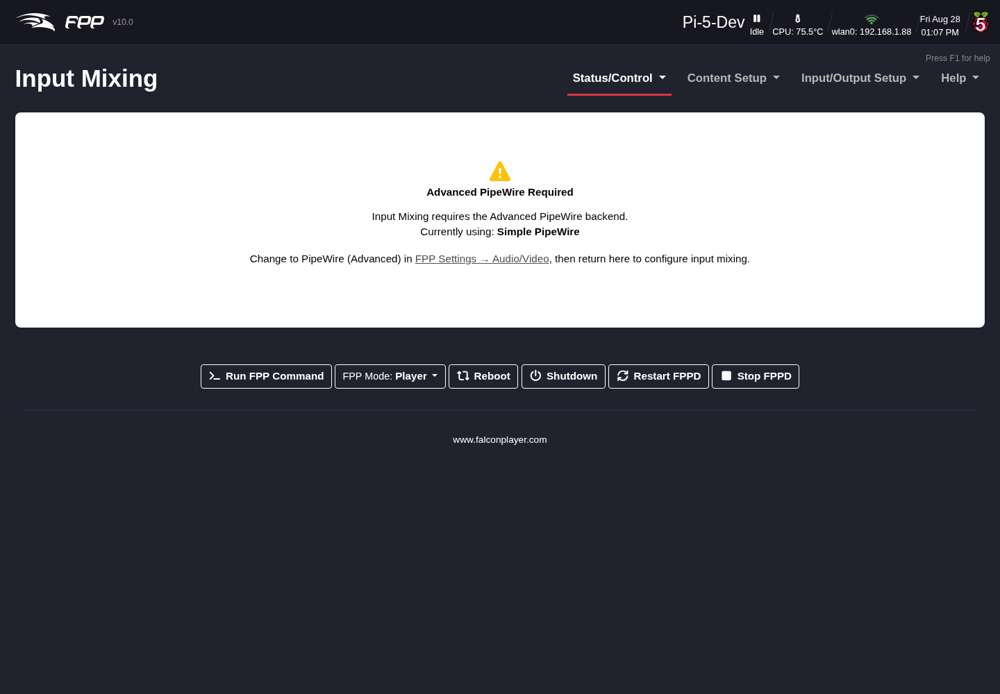 FPP v10.0
Pi-5-Dev
Idle
CPU: 75.5°C
wlan0: 192.168.1.88
Fri Aug 28
01:07 PM
5
Press F1 for help
Input Mixing
Status/Control
Content Setup
Input/Output Setup
Help
Advanced PipeWire Required
Input Mixing requires the Advanced PipeWire backend.
Currently using: Simple PipeWire
Change to PipeWire (Advanced) in FPP Settings → Audio/Video, then return here to configure input mixing.
Run FPP Command
FPP Mode: Player
Reboot
Shutdown
Restart FPPD
Stop FPPD
www.falconplayer.com